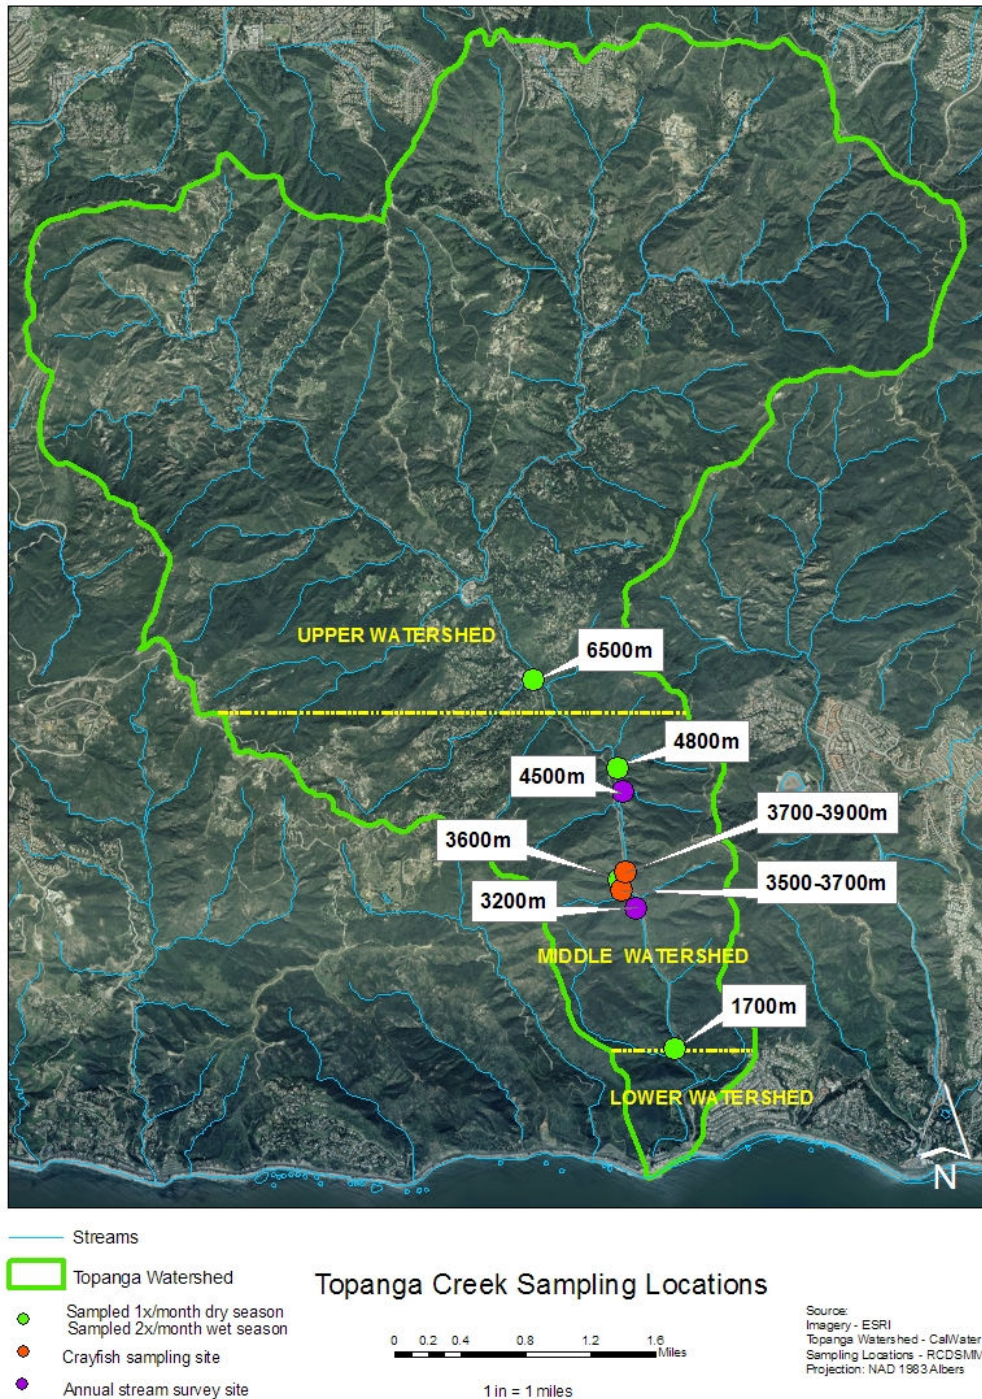 UPPER WATERSHED
6500m
4800m
4500m
3700-3900m
3600m
3500-3700m
3200m
MIDDLE WATERSHED
1700m
LOWER WATERSHED
N
Streams
Topanga Watershed
Sampled 1x/month dry season
Sampled 2x/month wet season
Crayfish sampling site
Annual stream survey site
Topanga Creek Sampling Locations
0 0.2 0.4 0.8 1.2 1.6
Miles
1 in = 1 miles
Source:
Imagery - ESRI
Topanga Watershed - CalWater
Sampling Locations - RCDSMM
Projection: NAD 1983 Albers